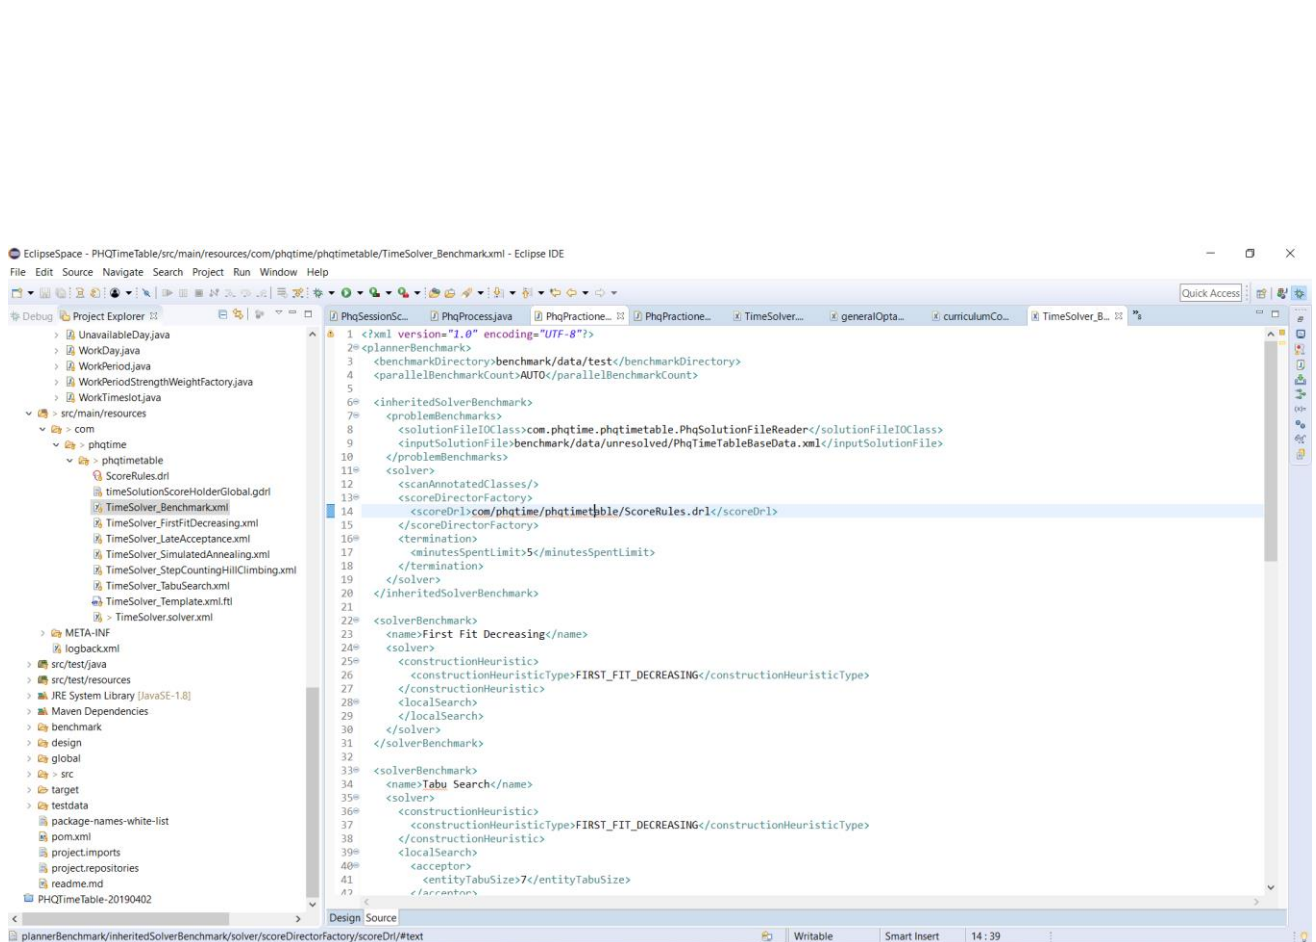 EclipseSpace - PHQTimeTable/src/main/resources/com/phqtime/phqtimetable/TimeSolver_Benchmark.xml - Eclipse IDE
File Edit Source Navigate Search Project Run Window Help
Quick Access
Debug Project Explorer
PhqSessionSc... PhqProcess.java PhqPractione... PhqPractione... TimeSolver.... generalOpta... curriculumCo... TimeSolver_B...
UnavailableDay.java
WorkDay.java
WorkPeriod.java
WorkPeriodStrengthWeightFactory.java
WorkTimeslot.java
> src/main/resources
> com
> phqtime
> phqtimetable
ScoreRules.drl
timeSolutionScoreHolderGlobal.gdrl
TimeSolver_Benchmark.xml
TimeSolver_FirstFitDecreasing.xml
TimeSolver_LateAcceptance.xml
TimeSolver_SimulatedAnnealing.xml
TimeSolver_StepCountingHillClimbing.xml
TimeSolver_TabuSearch.xml
TimeSolver_Template.xml.ftl
> TimeSolver.solver.xml
META-INF
logback.xml
src/test/java
src/test/resources
JRE System Library [JavaSE-1.8]
Maven Dependencies
benchmark
design
global
> src
target
testdata
package-names-white-list
pom.xml
project.imports
project.repositories
readme.md
PHQTimeTable-20190402
1 <?xml version="1.0" encoding="UTF-8"?>
2 <plannerBenchmark>
3 <benchmarkDirectory>benchmark/data/test</benchmarkDirectory>
4 <parallelBenchmarkCount>AUTO</parallelBenchmarkCount>
5
6 <inheritedSolverBenchmark>
7 <problemBenchmarks>
8 <solutionFileIOClass>com.phqtime.phqtimetable.PhqSolutionFileReader</solutionFileIOClass>
9 <inputSolutionFile>benchmark/data/unresolved/PhqTimeTableBaseData.xml</inputSolutionFile>
10 </problemBenchmarks>
11 <solver>
12 <scanAnnotatedClasses/>
13 <scoreDirectorFactory>
14 <scoreDrl>com/phqtime/phqtimetable/ScoreRules.drl</scoreDrl>
15 </scoreDirectorFactory>
16 <termination>
17 <minutesSpentLimit>5</minutesSpentLimit>
18 </termination>
19 </solver>
20 </inheritedSolverBenchmark>
21
22 <solverBenchmark>
23 <name>First Fit Decreasing</name>
24 <solver>
25 <constructionHeuristic>
26 <constructionHeuristicType>FIRST_FIT_DECREASING</constructionHeuristicType>
27 </constructionHeuristic>
28 <localSearch>
29 </localSearch>
30 </solver>
31 </solverBenchmark>
32
33 <solverBenchmark>
34 <name>Tabu Search</name>
35 <solver>
36 <constructionHeuristic>
37 <constructionHeuristicType>FIRST_FIT_DECREASING</constructionHeuristicType>
38 </constructionHeuristic>
39 <localSearch>
40 <acceptor>
41 <entityTabuSize>7</entityTabuSize>
42 </acceptor>
Design Source
plannerBenchmark/inheritedSolverBenchmark/solver/scoreDirectorFactory/scoreDrl/#text Writable Smart Insert 14 : 39